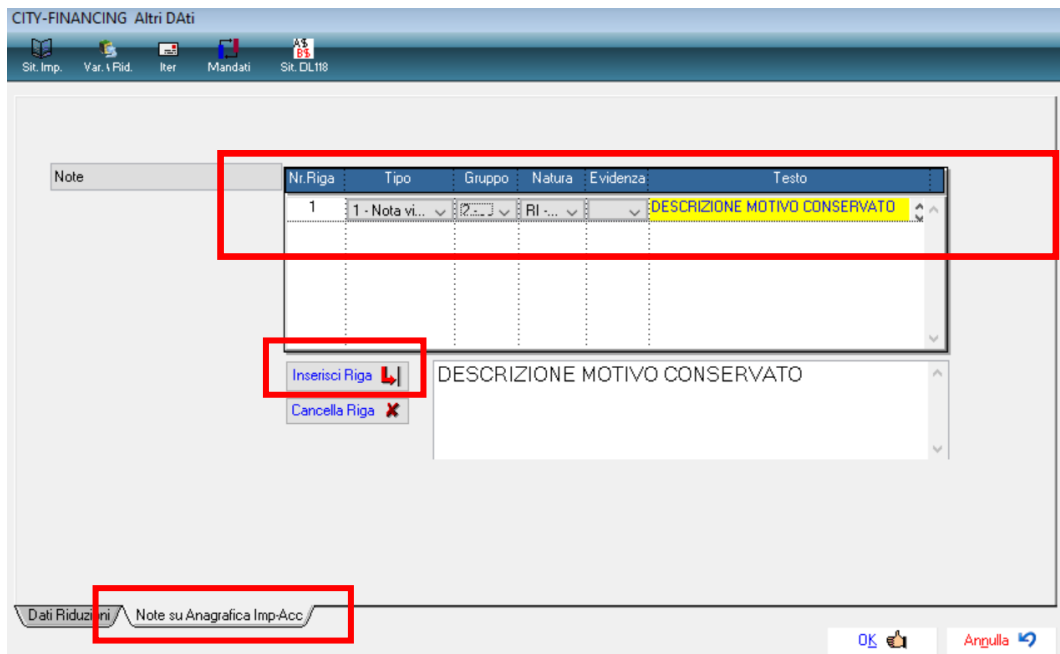 CITY-FINANCING Altri DAti
A$
B$
Sit. Imp. Var. \ Rid. Iter Mandati Sit. DL118
Note
Nr.Riga Tipo Gruppo Natura Evidenza Testo
1 1 - Nota vi... 2 -... RI -... DESCRIZIONE MOTIVO CONSERVATO
Inserisci Riga DESCRIZIONE MOTIVO CONSERVATO
Cancella Riga
Dati Riduzioni Note su Anagrafica Imp-Acc
OK Annulla